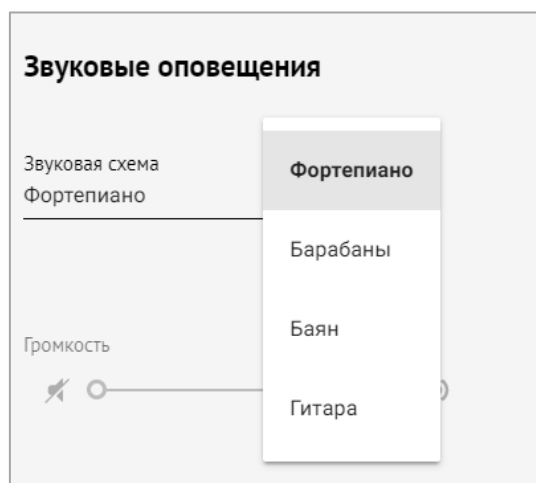 Звуковые оповещения
Звуковая схема
Фортепиано
Фортепиано
Барабаны
Баян
Гитара
Громкость